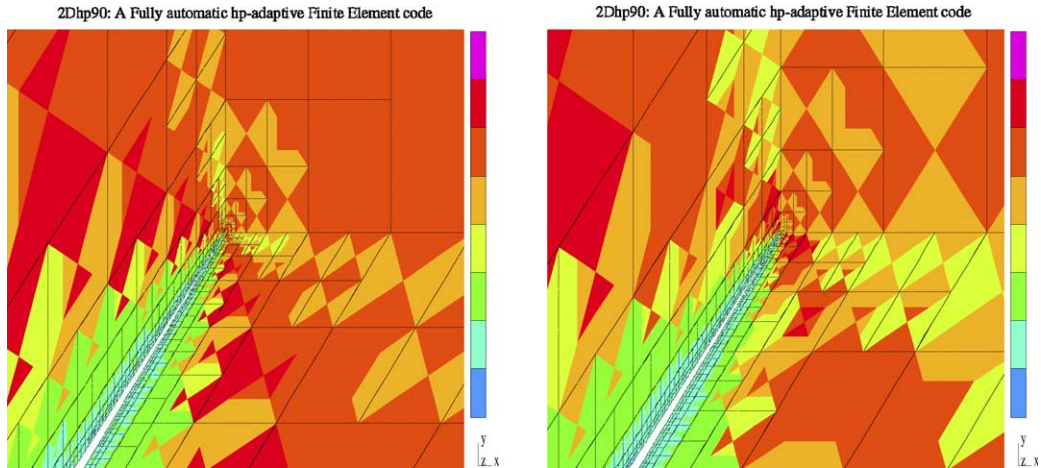 2Dhp90: A Fully automatic hp-adaptive Finite Element code
2Dhp90: A Fully automatic hp-adaptive Finite Element code
y
z x
y
z x